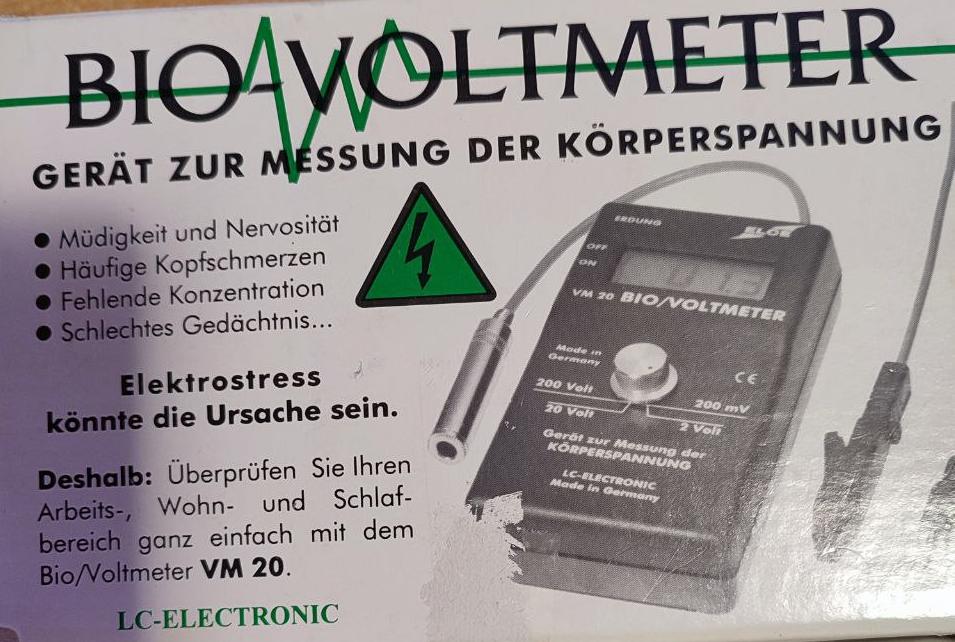 BIO/VOLTMETER
GERÄT ZUR MESSUNG DER KÖRPERSPANNUNG
● Müdigkeit und Nervosität
● Häufige Kopfschmerzen
● Fehlende Konzentration
● Schlechtes Gedächtnis...
Elektrostress
könnte die Ursache sein.
Deshalb: Überprüfen Sie Ihren
Arbeits-, Wohn- und Schlaf-
bereich ganz einfach mit dem
Bio/Voltmeter VM 20.
LC-ELECTRONIC
ERDUNG
OFF
ON
VM 20 BIO/VOLTMETER
Made in
Germany
CE
200 Volt
200 mV
20 Volt
2 Volt
Gerät zur Messung der
KÖRPERSPANNUNG
LC-ELECTRONIC
Made in Germany